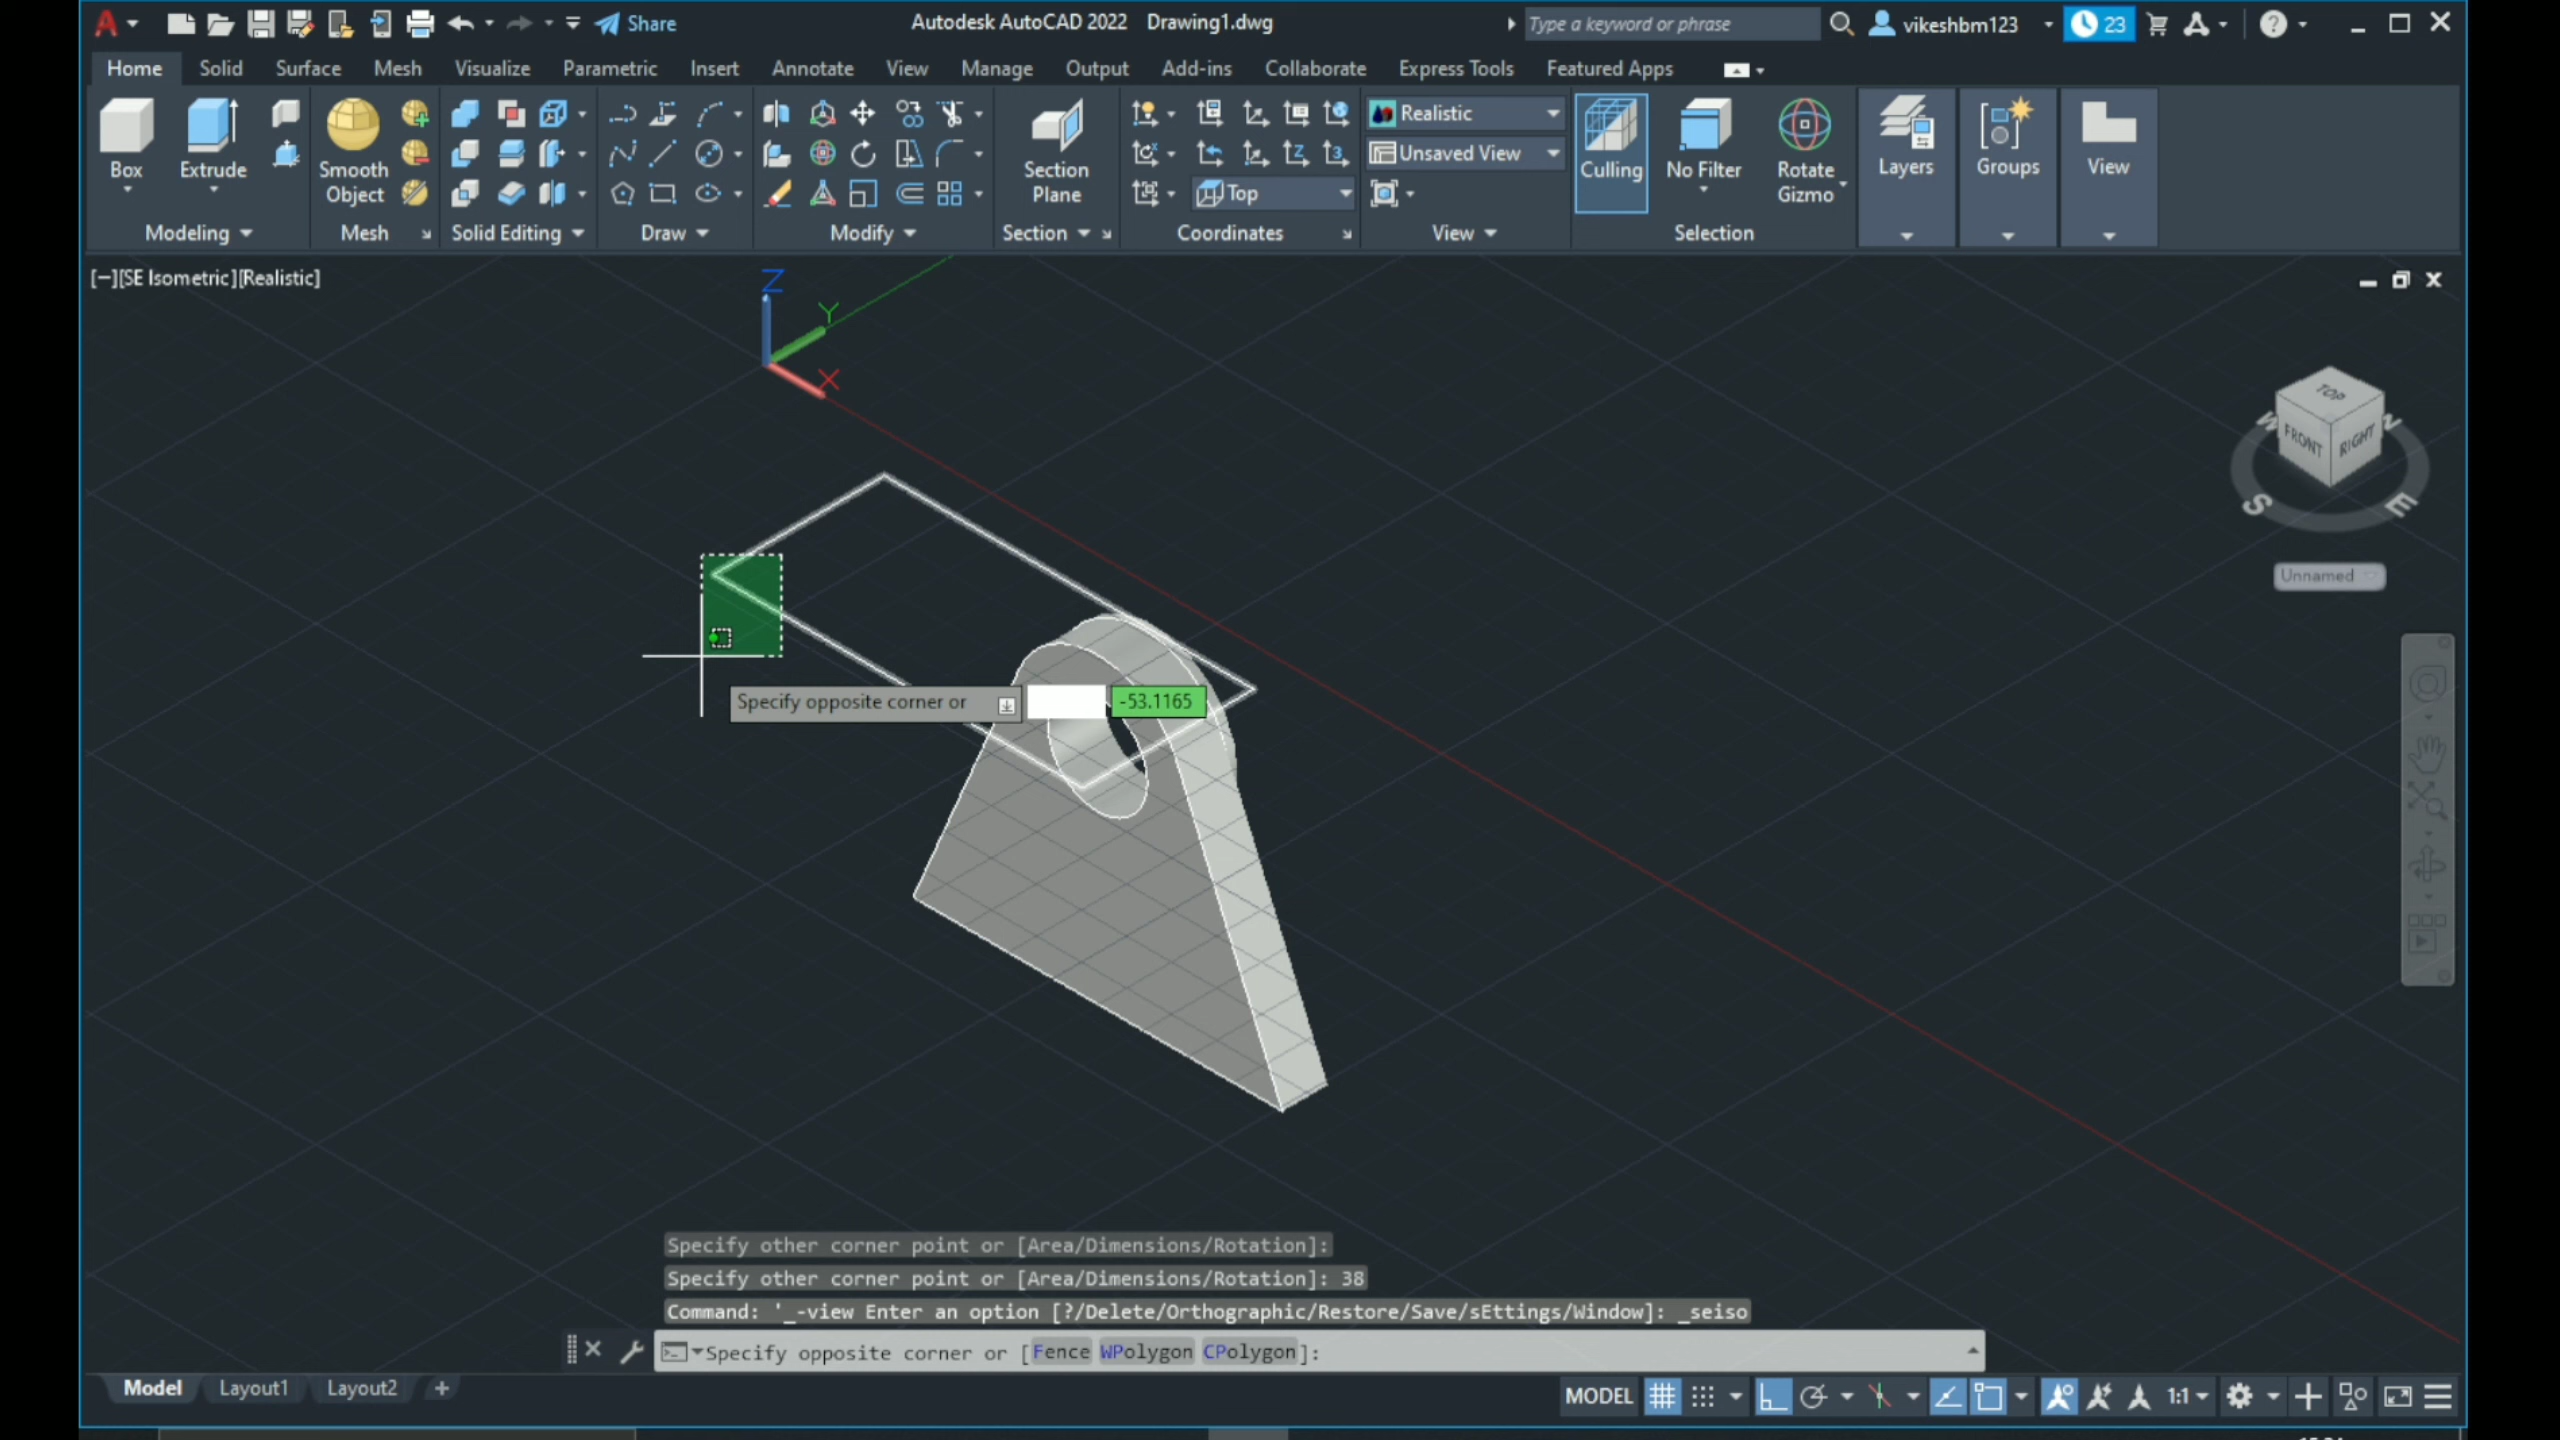 Share
Autodesk AutoCAD 2022 Drawing1.dwg
Type a keyword or phrase
vikeshbm123
23
Home Solid Surface Mesh Visualize Parametric Insert Annotate View Manage Output Add-ins Collaborate Express Tools Featured Apps
Box
Extrude
Smooth Object
Section Plane
Realistic
Unsaved View
Top
Culling
No Filter
Rotate Gizmo
Layers
Groups
View
Modeling Mesh Solid Editing Draw Modify Section Coordinates View Selection
[−][SE Isometric][Realistic]
Z
Y
X
TOP
FRONT
RIGHT
W
N
S
E
Unnamed
Specify opposite corner or
-53.1165
Specify other corner point or [Area/Dimensions/Rotation]:
Specify other corner point or [Area/Dimensions/Rotation]: 38
Command: '_-view Enter an option [?/Delete/Orthographic/Restore/Save/sEttings/Window]: _seiso
Specify opposite corner or [Fence WPolygon CPolygon]:
Model Layout1 Layout2 +
MODEL
1:1